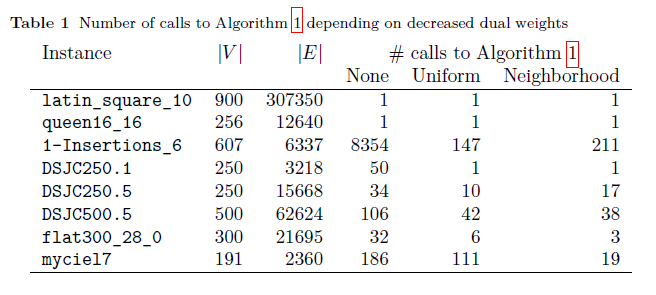 Table 1 Number of calls to Algorithm 1 depending on decreased dual weights
Instance |V| |E| # calls to Algorithm 1
None Uniform Neighborhood
latin_square_10 900 307350 1 1 1
queen16_16 256 12640 1 1 1
1-Insertions_6 607 6337 8354 147 211
DSJC250.1 250 3218 50 1 1
DSJC250.5 250 15668 34 10 17
DSJC500.5 500 62624 106 42 38
flat300_28_0 300 21695 32 6 3
myciel7 191 2360 186 111 19